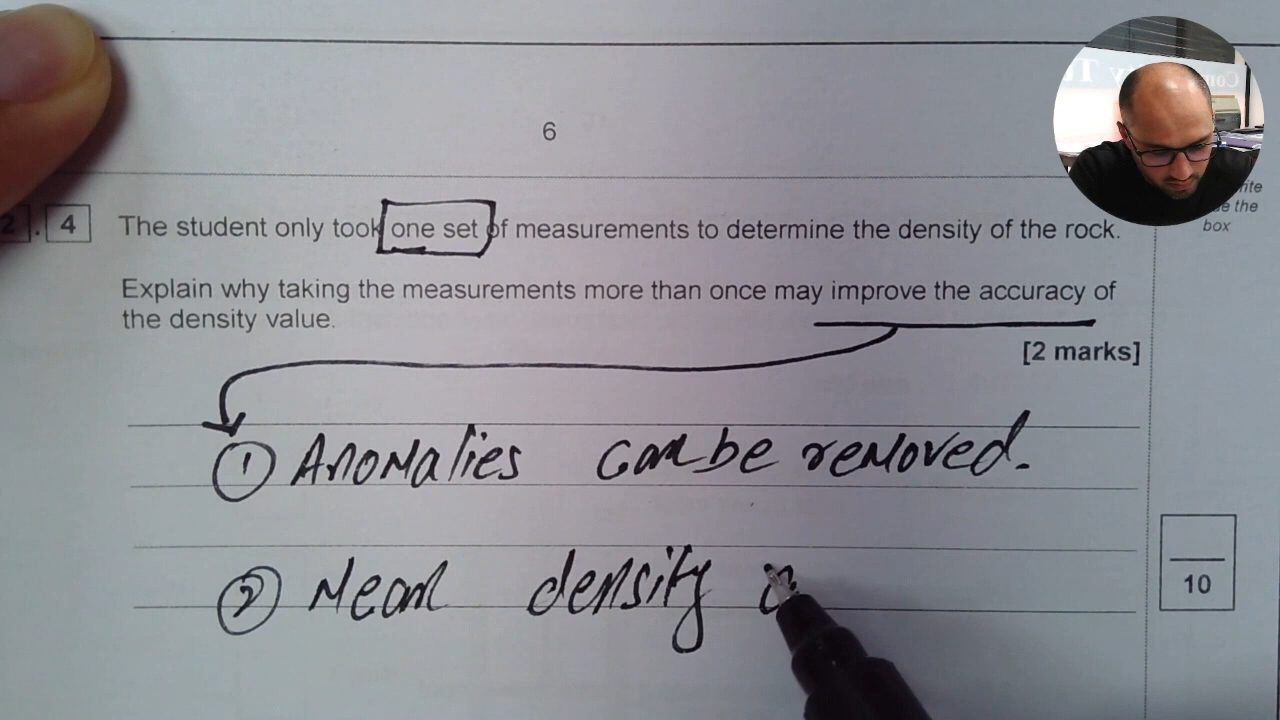 6
2 . 4 The student only took one set of measurements to determine the density of the rock.
Explain why taking the measurements more than once may improve the accuracy of
the density value.
[2 marks]
① Anomalies can be removed.
② Mean density
box
10